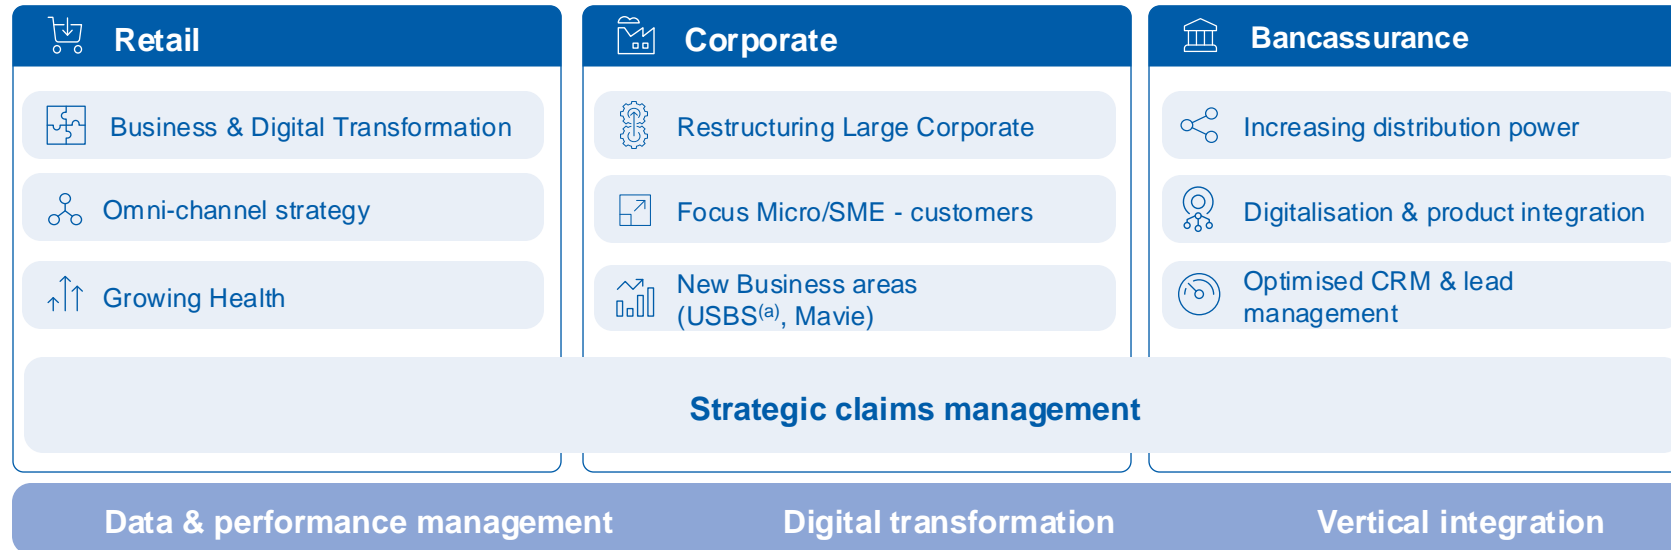 Retail
Business & Digital Transformation
Omni-channel strategy
Growing Health
Corporate
Restructuring Large Corporate
Focus Micro/SME - customers
New Business areas
(USBS(a), Mavie)
Bancassurance
Increasing distribution power
Digitalisation & product integration
Optimised CRM & lead
management
Strategic claims management
Data & performance management
Digital transformation
Vertical integration